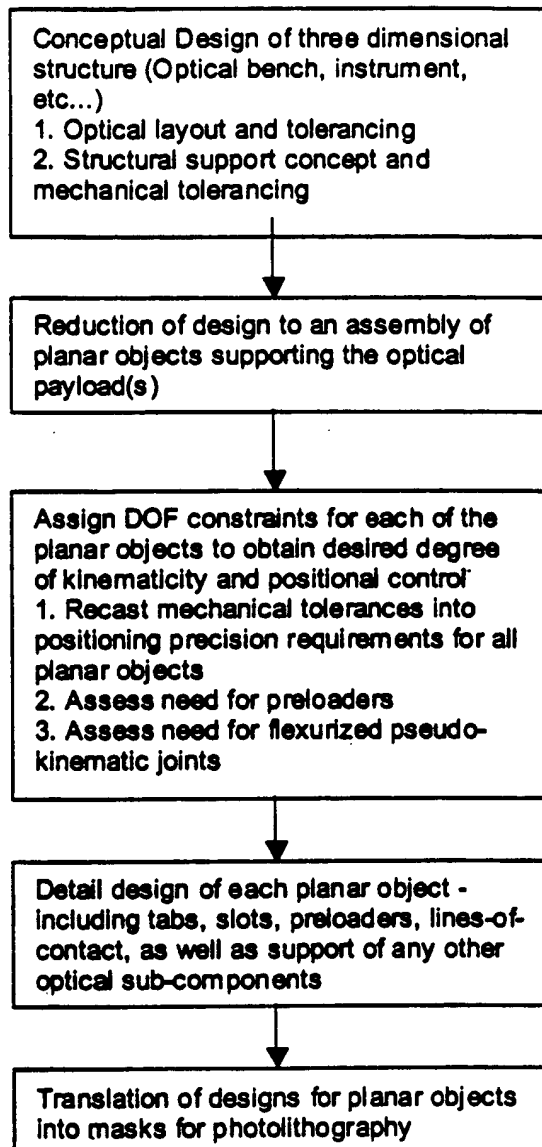 Conceptual Design of three dimensional
structure (Optical bench, instrument,
etc...)
1. Optical layout and tolerancing
2. Structural support concept and
mechanical tolerancing
Reduction of design to an assembly of
planar objects supporting the optical
payload(s)
Assign DOF constraints for each of the
planar objects to obtain desired degree
of kinematicity and positional control
1. Recast mechanical tolerances into
positioning precision requirements for all
planar objects
2. Assess need for preloaders
3. Assess need for flexurized pseudo-
kinematic joints
Detail design of each planar object -
including tabs, slots, preloaders, lines-of-
contact, as well as support of any other
optical sub-components
Translation of designs for planar objects
into masks for photolithography